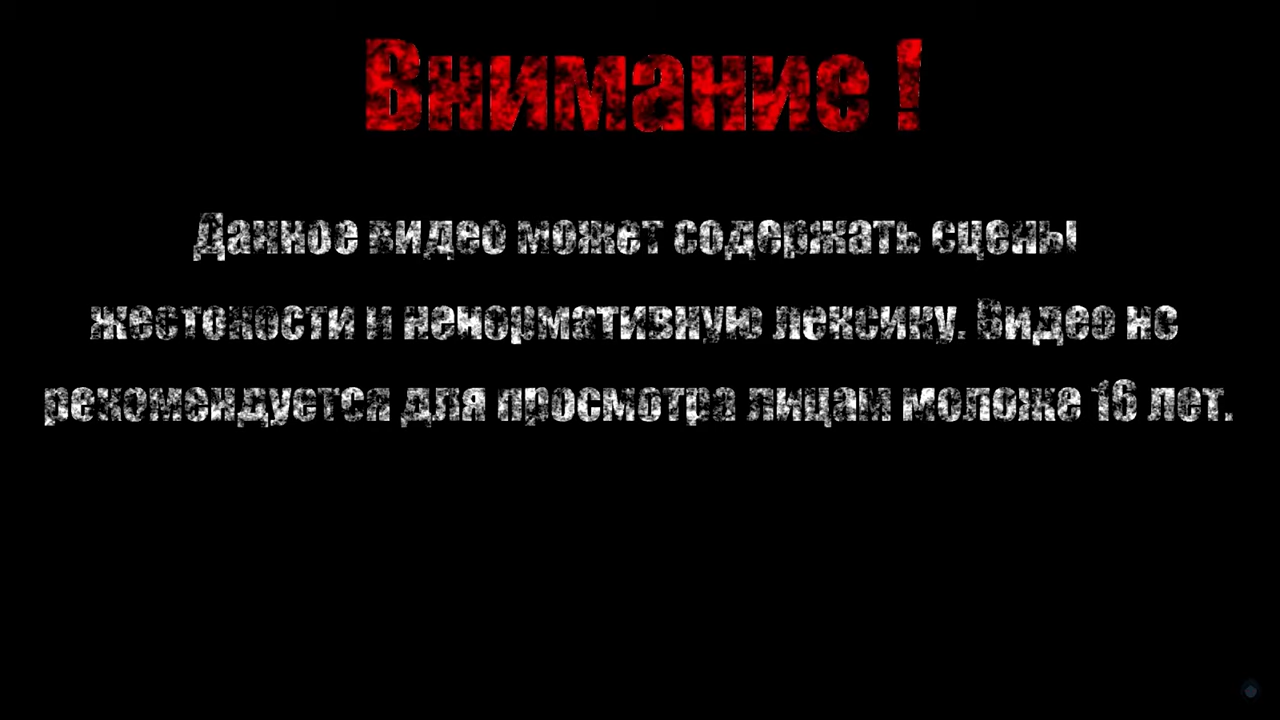 Внимание !
Данное видео может содержать сцены
жестокости и ненормативную лексику. Видео не
рекомендуется для просмотра лицам моложе 16 лет.